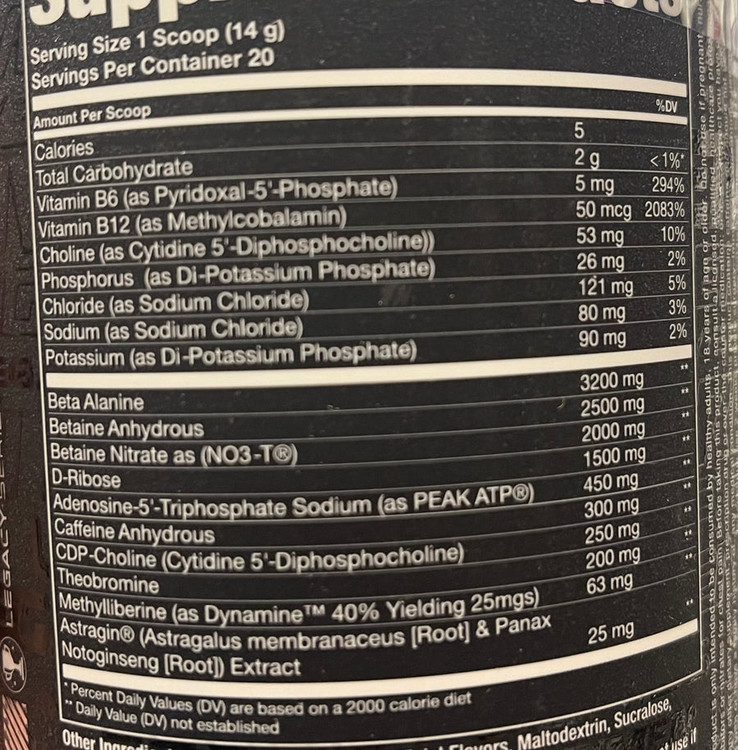 Serving Size 1 Scoop (14 g)
Servings Per Container 20
Amount Per Scoop %DV
Calories 5
Total Carbohydrate 2 g < 1%*
Vitamin B6 (as Pyridoxal-5'-Phosphate) 5 mg 294%
Vitamin B12 (as Methylcobalamin) 50 mcg 2083%
Choline (as Cytidine 5'-Diphosphocholine)) 53 mg 10%
Phosphorus (as Di-Potassium Phosphate) 26 mg 2%
Chloride (as Sodium Chloride) 121 mg 5%
Sodium (as Sodium Chloride) 80 mg 3%
Potassium (as Di-Potassium Phosphate) 90 mg 2%
Beta Alanine 3200 mg **
Betaine Anhydrous 2500 mg **
Betaine Nitrate as (NO3-T®) 2000 mg **
D-Ribose 1500 mg **
Adenosine-5'-Triphosphate Sodium (as PEAK ATP®) 450 mg **
Caffeine Anhydrous 300 mg **
CDP-Choline (Cytidine 5'-Diphosphocholine) 250 mg **
Theobromine 200 mg **
Methylliberine (as Dynamine™ 40% Yielding 25mgs) 63 mg
Astragin® (Astragalus membranaceus [Root] & Panax
Notoginseng [Root]) Extract 25 mg **
* Percent Daily Values (DV) are based on a 2000 calorie diet
** Daily Value (DV) not established
Other
Flavors, Maltodextrin, Sucralose,
LEGACY